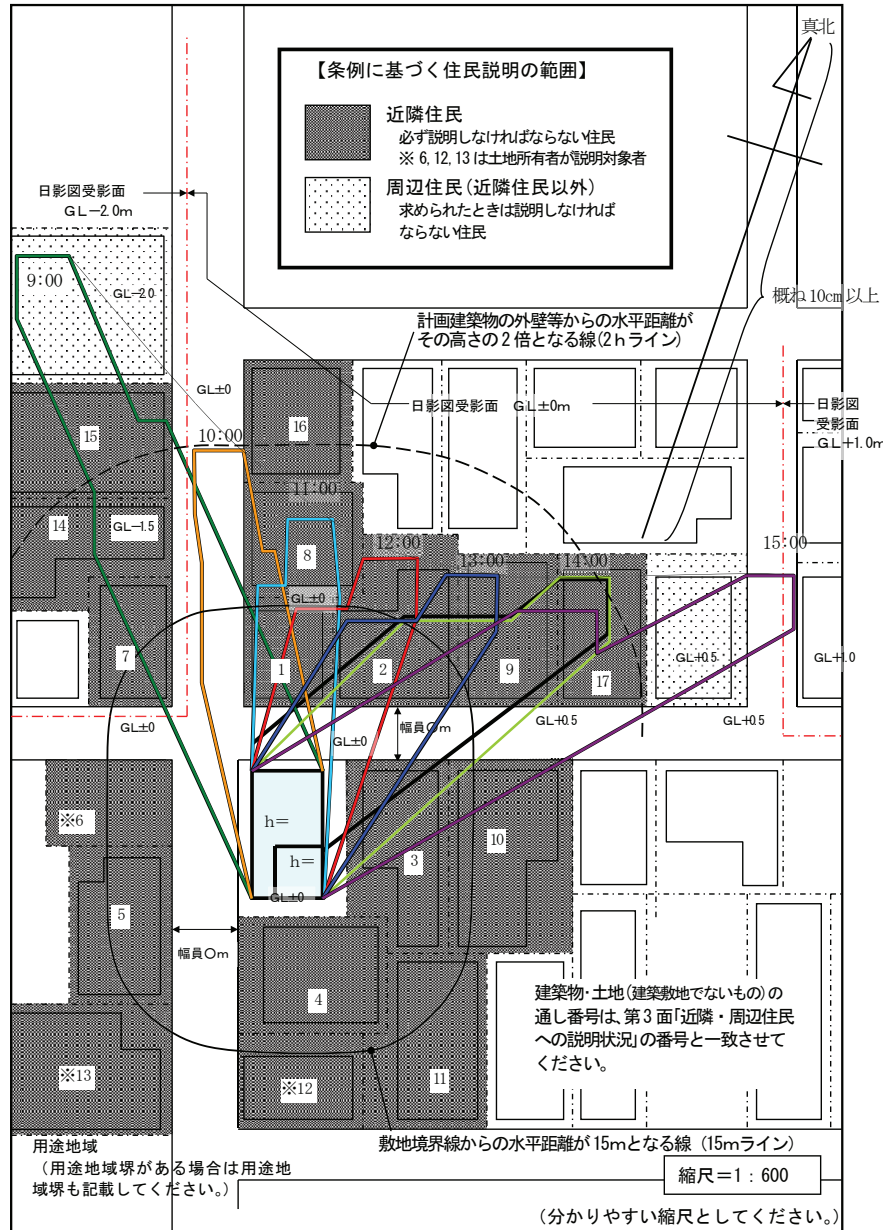 真北
【条例に基づく住民説明の範囲】
近隣住民
必ず説明しなければならない住民
※ 6, 12, 13 は土地所有者が説明対象者
周辺住民(近隣住民以外)
求められたときは説明しなければ
ならない住民
日影図受影面
GL－2.0m
9:00
GL-2.0
概ね10cm以上
計画建築物の外壁等からの水平距離が
その高さの2倍となる線(2hライン)
GL±0
日影図受影面 GL±0m
日影図
受影面
GL+1.0m
15
16
10:00
11:00
14
GL-1.5
8
12:00
13:00
14:00
15:00
GL±0
7
1
2
9
17
GL+0.5
GL+1.0
GL±0
GL±0
幅員〇m
GL+0.5
GL+0.5
※6
h=
h=
3
10
5
GL±0
幅員〇m
4
建築物・土地(建築敷地でないもの)の
通し番号は、第3面「近隣・周辺住民
への説明状況」の番号と一致させて
ください。
※13
※12
11
用途地域
(用途地域堺がある場合は用途地
域堺も記載してください。)
敷地境界線からの水平距離が15mとなる線 (15mライン)
縮尺＝1：600
(分かりやすい縮尺としてください。)